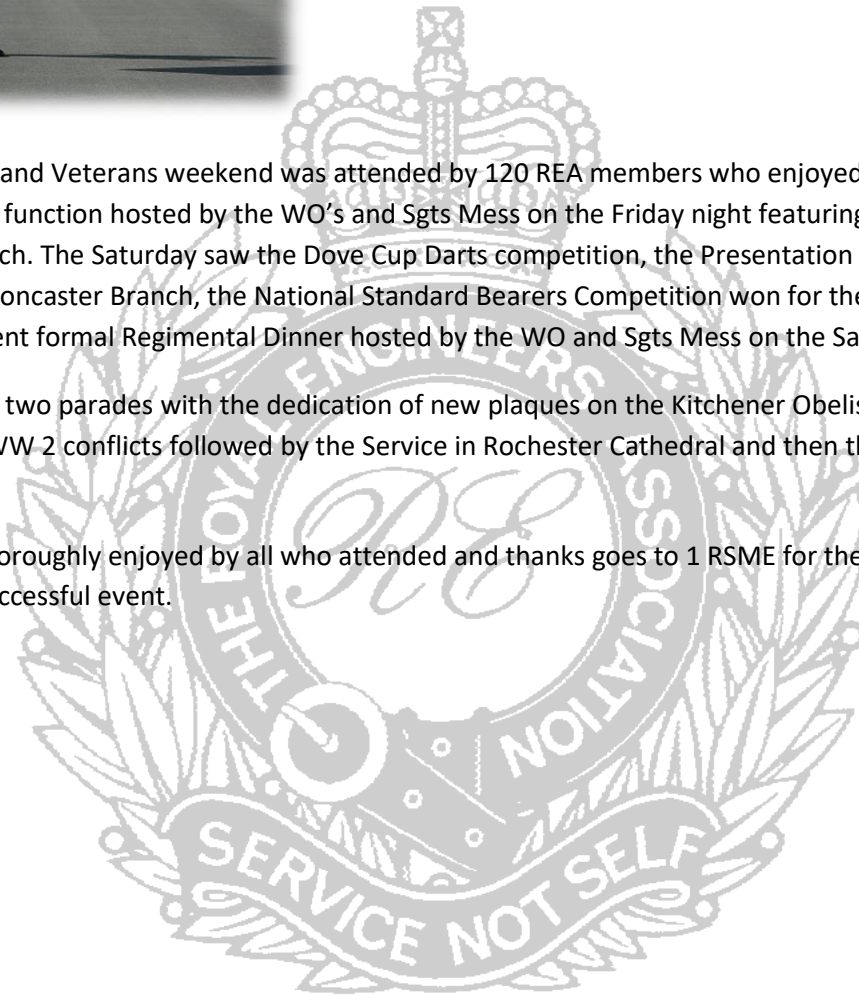 and Veterans weekend was attended by 120 REA members who enjoyed
function hosted by the WO's and Sgts Mess on the Friday night featuring
ch. The Saturday saw the Dove Cup Darts competition, the Presentation
oncaster Branch, the National Standard Bearers Competition won for the
ent formal Regimental Dinner hosted by the WO and Sgts Mess on the Sa
two parades with the dedication of new plaques on the Kitchener Obelis
WW 2 conflicts followed by the Service in Rochester Cathedral and then th
oroughly enjoyed by all who attended and thanks goes to 1 RSME for the
uccessful event.
THE ROYAL ENGINEERS ASSOCIATION
RE
SERVICE NOT SELF